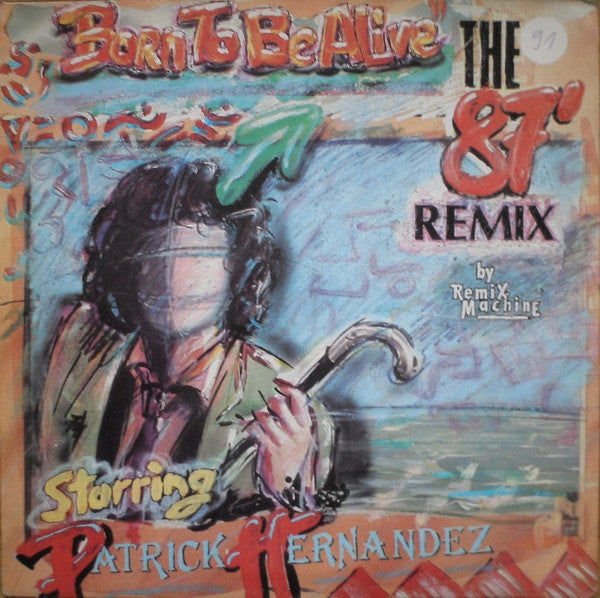 "Born To Be Alive"
THE
87'
REMIX
by
Remix
Machine
91
Starring
PATRICK HERNANDEZ